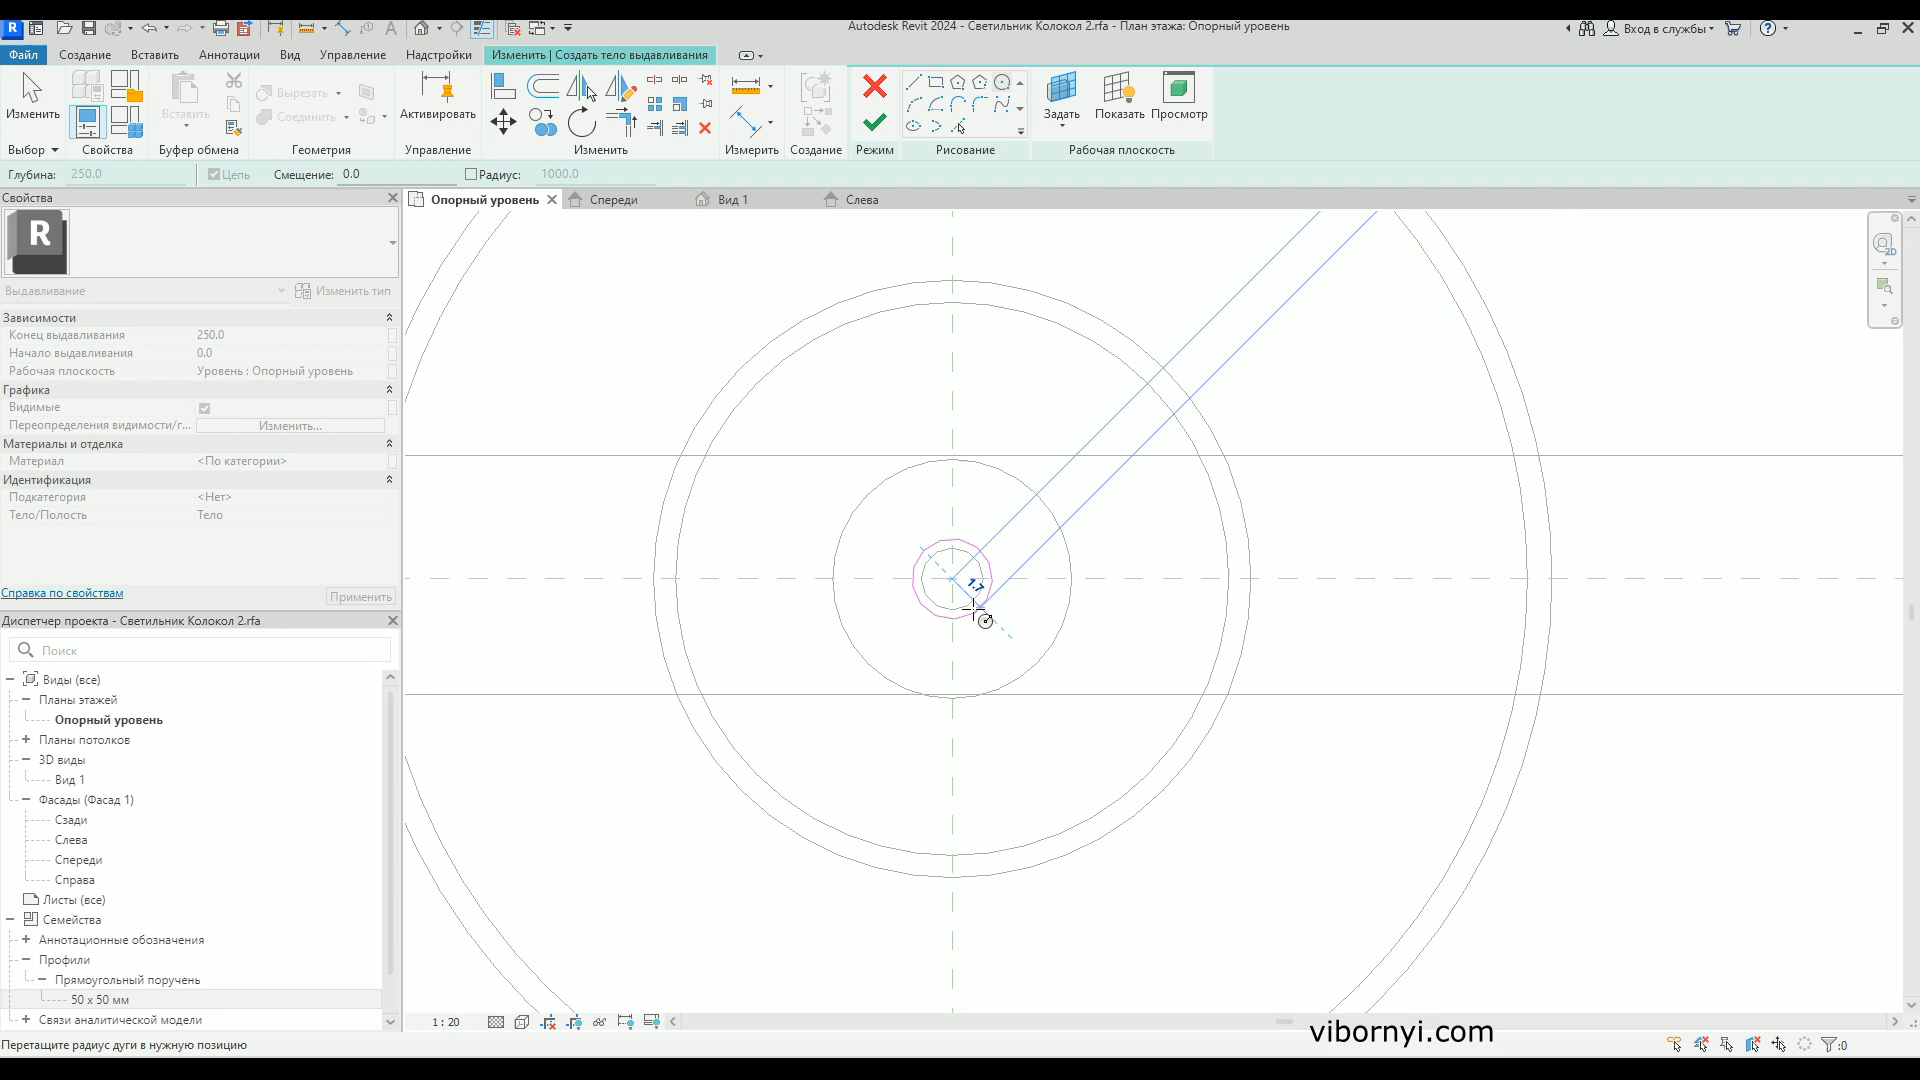 Autodesk Revit 2024 - Светильник Колокол 2.rfa - План этажа: Опорный уровень
Вход в службы
Файл
Создание
Вставить
Аннотации
Вид
Управление
Надстройки
Изменить | Создать тело выдавливания
Изменить
Вставить
Вырезать
Соединить
Активировать
Задать
Показать
Просмотр
Выбор
Свойства
Буфер обмена
Геометрия
Управление
Изменить
Измерить
Создание
Режим
Рисование
Рабочая плоскость
Глубина:
250.0
Цепь
Смещение:
0.0
Радиус:
1000.0
Свойства
R
Выдавливание
Изменить тип
Зависимости
Конец выдавливания
250.0
Начало выдавливания
0.0
Рабочая плоскость
Уровень : Опорный уровень
Графика
Видимые
Переопределения видимости/г...
Изменить...
Материалы и отделка
Материал
<По категории>
Идентификация
Подкатегория
<Нет>
Тело/Полость
Тело
Справка по свойствам
Применить
Диспетчер проекта - Светильник Колокол 2.rfa
Поиск
Виды (все)
Планы этажей
Опорный уровень
Планы потолков
3D виды
Вид 1
Фасады (Фасад 1)
Сзади
Слева
Спереди
Справа
Листы (все)
Семейства
Аннотационные обозначения
Профили
Прямоугольный поручень
50 x 50 мм
Связи аналитической модели
Опорный уровень
Спереди
Вид 1
Слева
2D
1.7
1 : 20
vibornyi.com
Перетащите радиус дуги в нужную позицию
:0